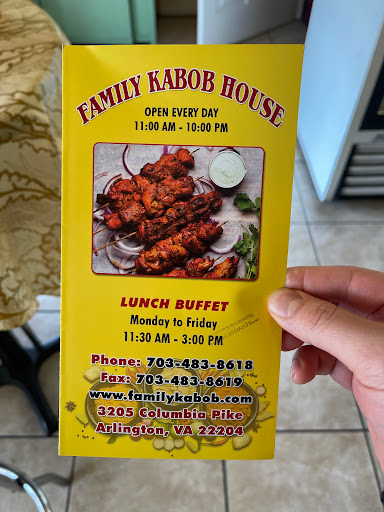 FAMILY KABOB HOUSE
OPEN EVERY DAY
11:00 AM - 10:00 PM
LUNCH BUFFET
Monday to Friday
11:30 AM - 3:00 PM
Phone: 703-483-8618
Fax: 703-483-8619
www.familykabob.com
3205 Columbia Pike
Arlington, VA 22204